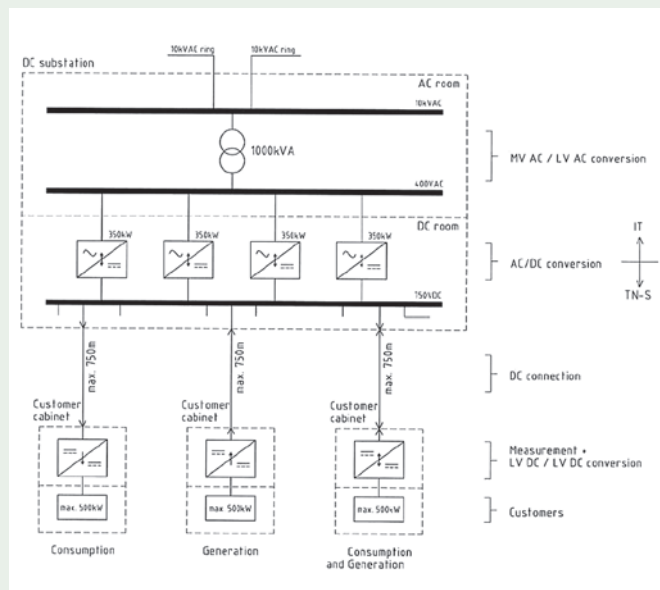 10kVAC ring
10kVAC ring
DC substation
AC room
10kVAC
1000kVA
MV AC / LV AC conversion
400VAC
DC room
IT
350kW
350kW
350kW
350kW
AC/DC conversion
TN-S
750VDC
max. 750m
max. 750m
max. 750m
DC connection
Customer
cabinet
Customer
cabinet
Customer
cabinet
Measurement +
LV DC / LV DC conversion
max. 500kW
max. 500kW
max. 500kW
Customers
Consumption
Generation
Consumption
and Generation